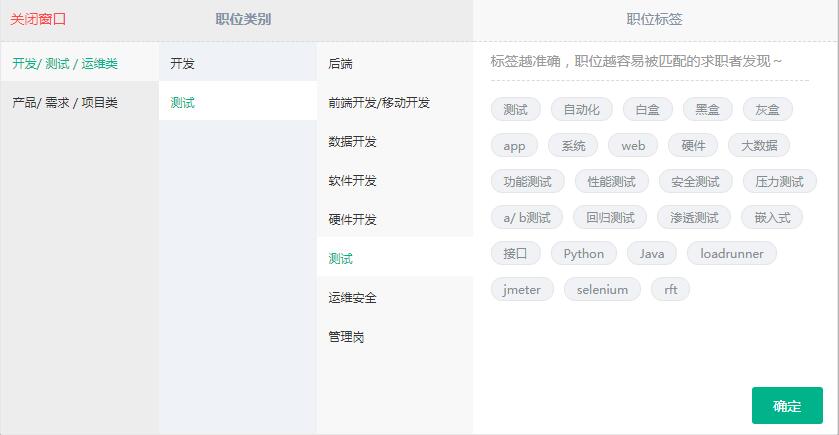 关闭窗口
职位类别
职位标签
开发/ 测试 / 运维类
产品/ 需求 / 项目类
开发
测试
后端
前端开发/移动开发
数据开发
软件开发
硬件开发
测试
运维安全
管理岗
标签越准确，职位越容易被匹配的求职者发现～
测试 自动化 白盒 黑盒 灰盒
app 系统 web 硬件 大数据
功能测试 性能测试 安全测试 压力测试
a/ b测试 回归测试 渗透测试 嵌入式
接口 Python Java loadrunner
jmeter selenium rft
确定